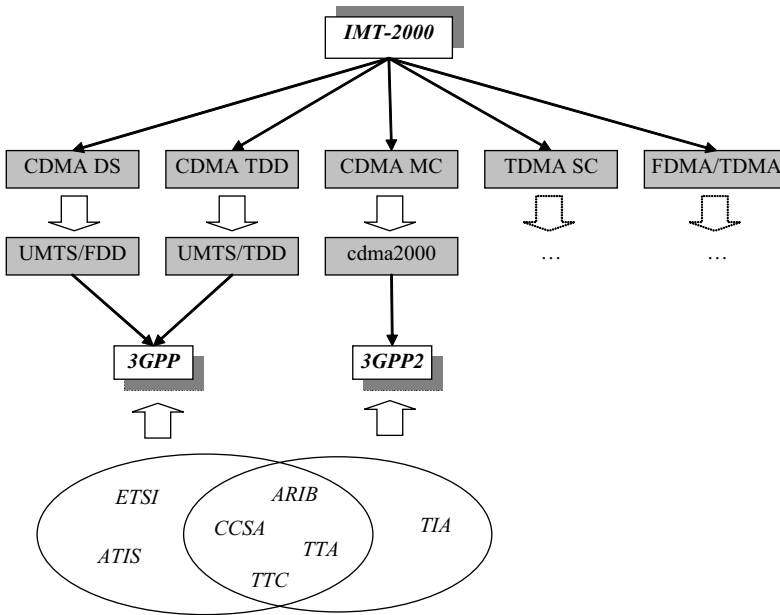 IMT-2000
CDMA DS CDMA TDD CDMA MC TDMA SC FDMA/TDMA
UMTS/FDD UMTS/TDD cdma2000 … …
3GPP 3GPP2
ETSI ARIB
CCSA TIA
ATIS TTA
TTC